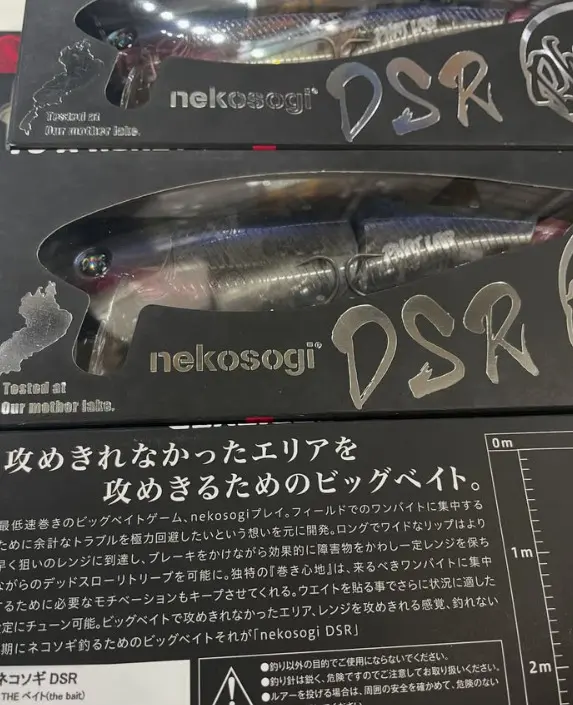 nekosogi®
DSR
Tested at
Our mother lake.
nekosogi®
DSR
Tested at
Our mother lake.
攻めきれなかったエリアを
攻めきるためのビッグベイト。
最低速巻きのビッグベイトゲーム、nekosogiプレイ。フィールドでのワンバイトに集中する
ために余計なトラブルを極力回避したいという想いを元に開発。ロングでワイドなリップはより
早く狙いのレンジに到達し、ブレーキをかけながら効果的に障害物をかわし一定レンジを保ち
ながらのデッドスローリトリーブを可能に。独特の『巻き心地』は、来るべきワンバイトに集中
するために必要なモチベーションもキープさせてくれる。ウエイトを貼る事でさらに状況に適した
設定にチューン可能。ビッグベイトで攻めきれなかったエリア、レンジを攻められる感覚、釣れない
期にネコソギ釣るためのビッグベイトそれが「nekosogi DSR」
0m
1m
2m
ネコソギ DSR
THE ベイト(the bait)
●釣り以外の目的でご使用にならないでください。
●釣り針は鋭く、危険ですのでご注意してお取り扱いください。
●ルアーを投げる場合は、周囲の安全を確かめて、危険のない